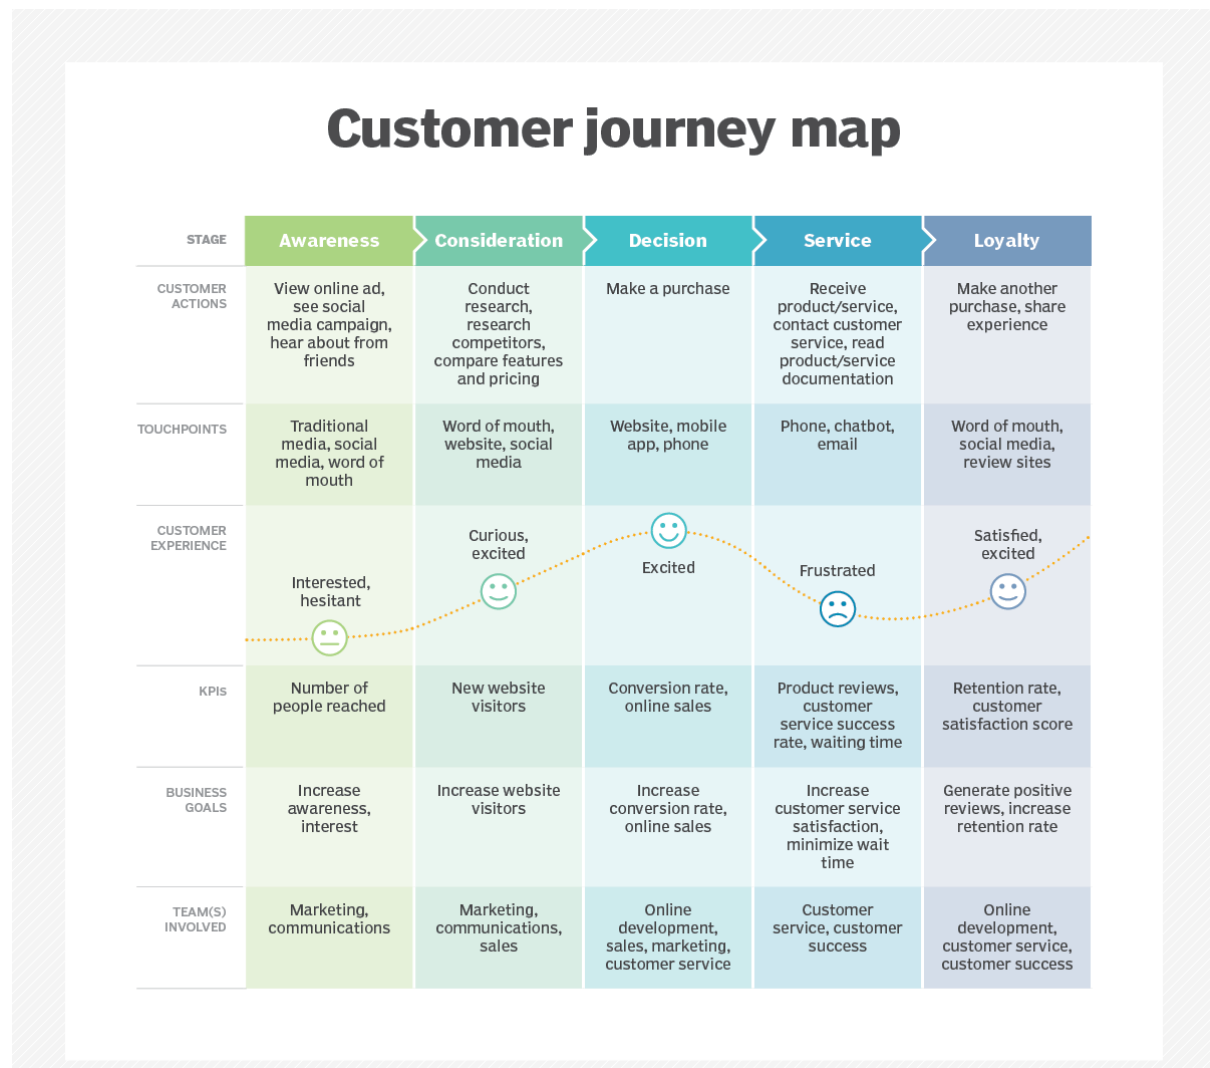 Customer journey map
STAGE
Awareness
Consideration
Decision
Service
Loyalty
CUSTOMER
ACTIONS
View online ad,
see social
media campaign,
hear about from
friends
Conduct
research,
research
competitors,
compare features
and pricing
Make a purchase
Receive
product/service,
contact customer
service, read
product/service
documentation
Make another
purchase, share
experience
TOUCHPOINTS
Traditional
media, social
media, word of
mouth
Word of mouth,
website, social
media
Website, mobile
app, phone
Phone, chatbot,
email
Word of mouth,
social media,
review sites
CUSTOMER
EXPERIENCE
Interested,
hesitant
Curious,
excited
Excited
Frustrated
Satisfied,
excited
KPIs
Number of
people reached
New website
visitors
Conversion rate,
online sales
Product reviews,
customer
service success
rate, waiting time
Retention rate,
customer
satisfaction score
BUSINESS
GOALS
Increase
awareness,
interest
Increase website
visitors
Increase
conversion rate,
online sales
Increase
customer service
satisfaction,
minimize wait
time
Generate positive
reviews, increase
retention rate
TEAM(S)
INVOLVED
Marketing,
communications
Marketing,
communications,
sales
Online
development,
sales, marketing,
customer service
Customer
service, customer
success
Online
development,
customer service,
customer success